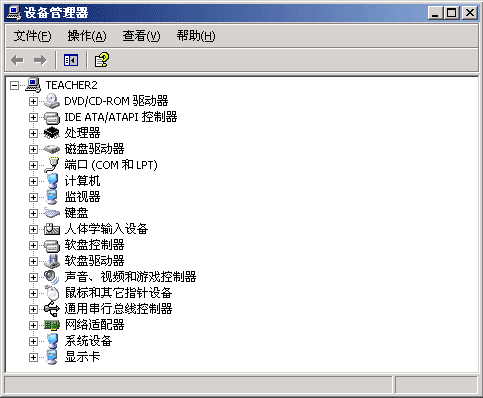 设备管理器
文件(F) 操作(A) 查看(V) 帮助(H)
TEACHER2
DVD/CD-ROM 驱动器
IDE ATA/ATAPI 控制器
处理器
磁盘驱动器
端口 (COM 和 LPT)
计算机
监视器
键盘
人体学输入设备
软盘控制器
软盘驱动器
声音、视频和游戏控制器
鼠标和其它指针设备
通用串行总线控制器
网络适配器
系统设备
显示卡